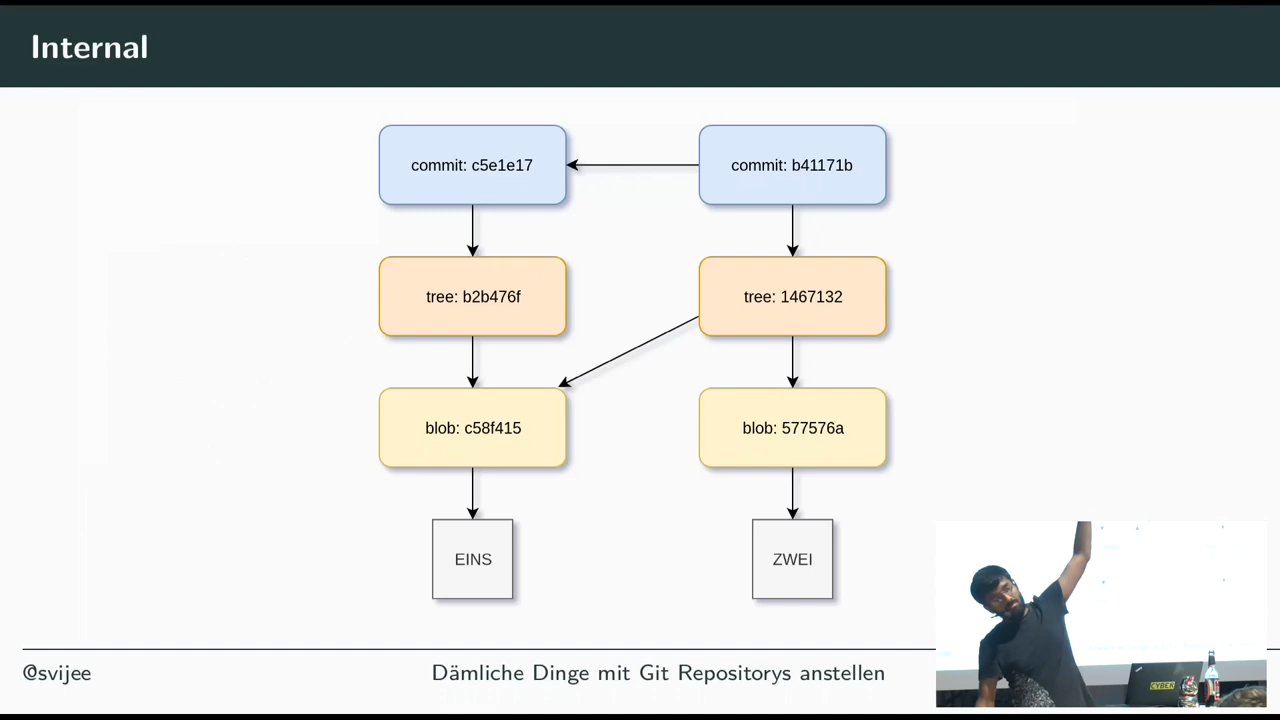 Internal
commit: c5e1e17
commit: b41171b
tree: b2b476f
tree: 1467132
blob: c58f415
blob: 577576a
EINS
ZWEI
@svijee
Dämliche Dinge mit Git Repositorys anstellen
CYBER